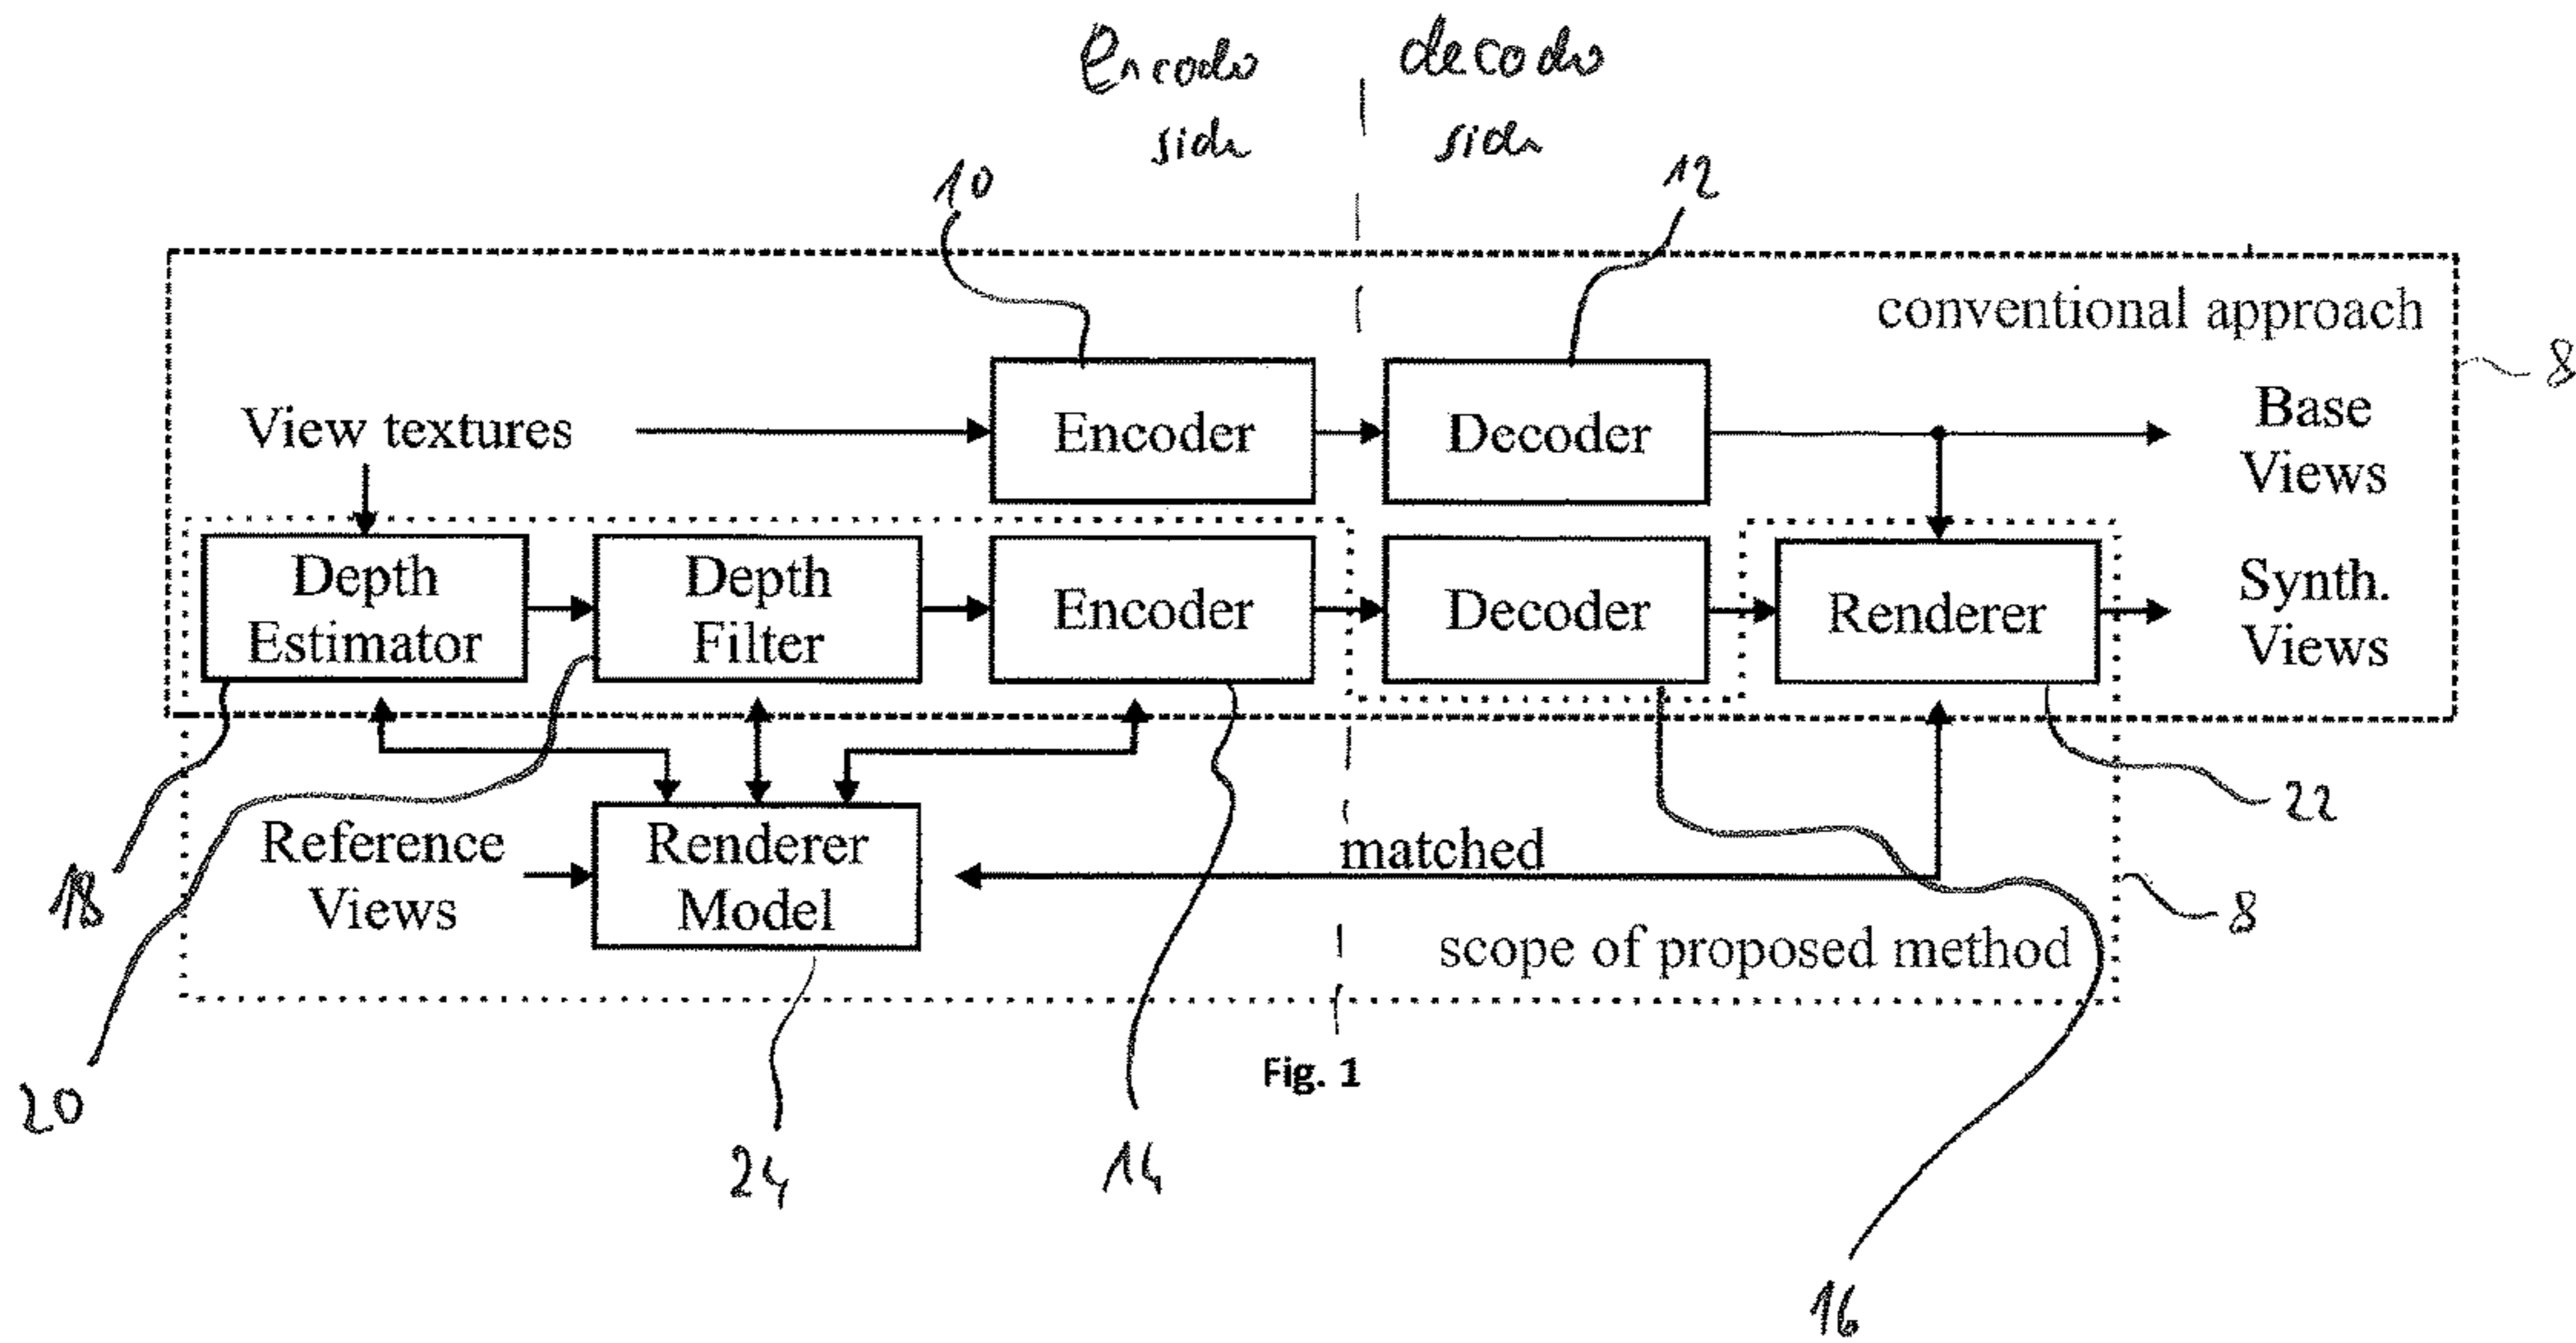 Encoder
side
decoder
side
10
12
conventional approach
8
View textures
Encoder
Decoder
Base
Views
Depth
Estimator
Depth
Filter
Encoder
Decoder
Renderer
Synth.
Views
Reference
Views
Renderer
Model
matched
22
18
8
scope of proposed method
Fig. 1
20
24
14
16